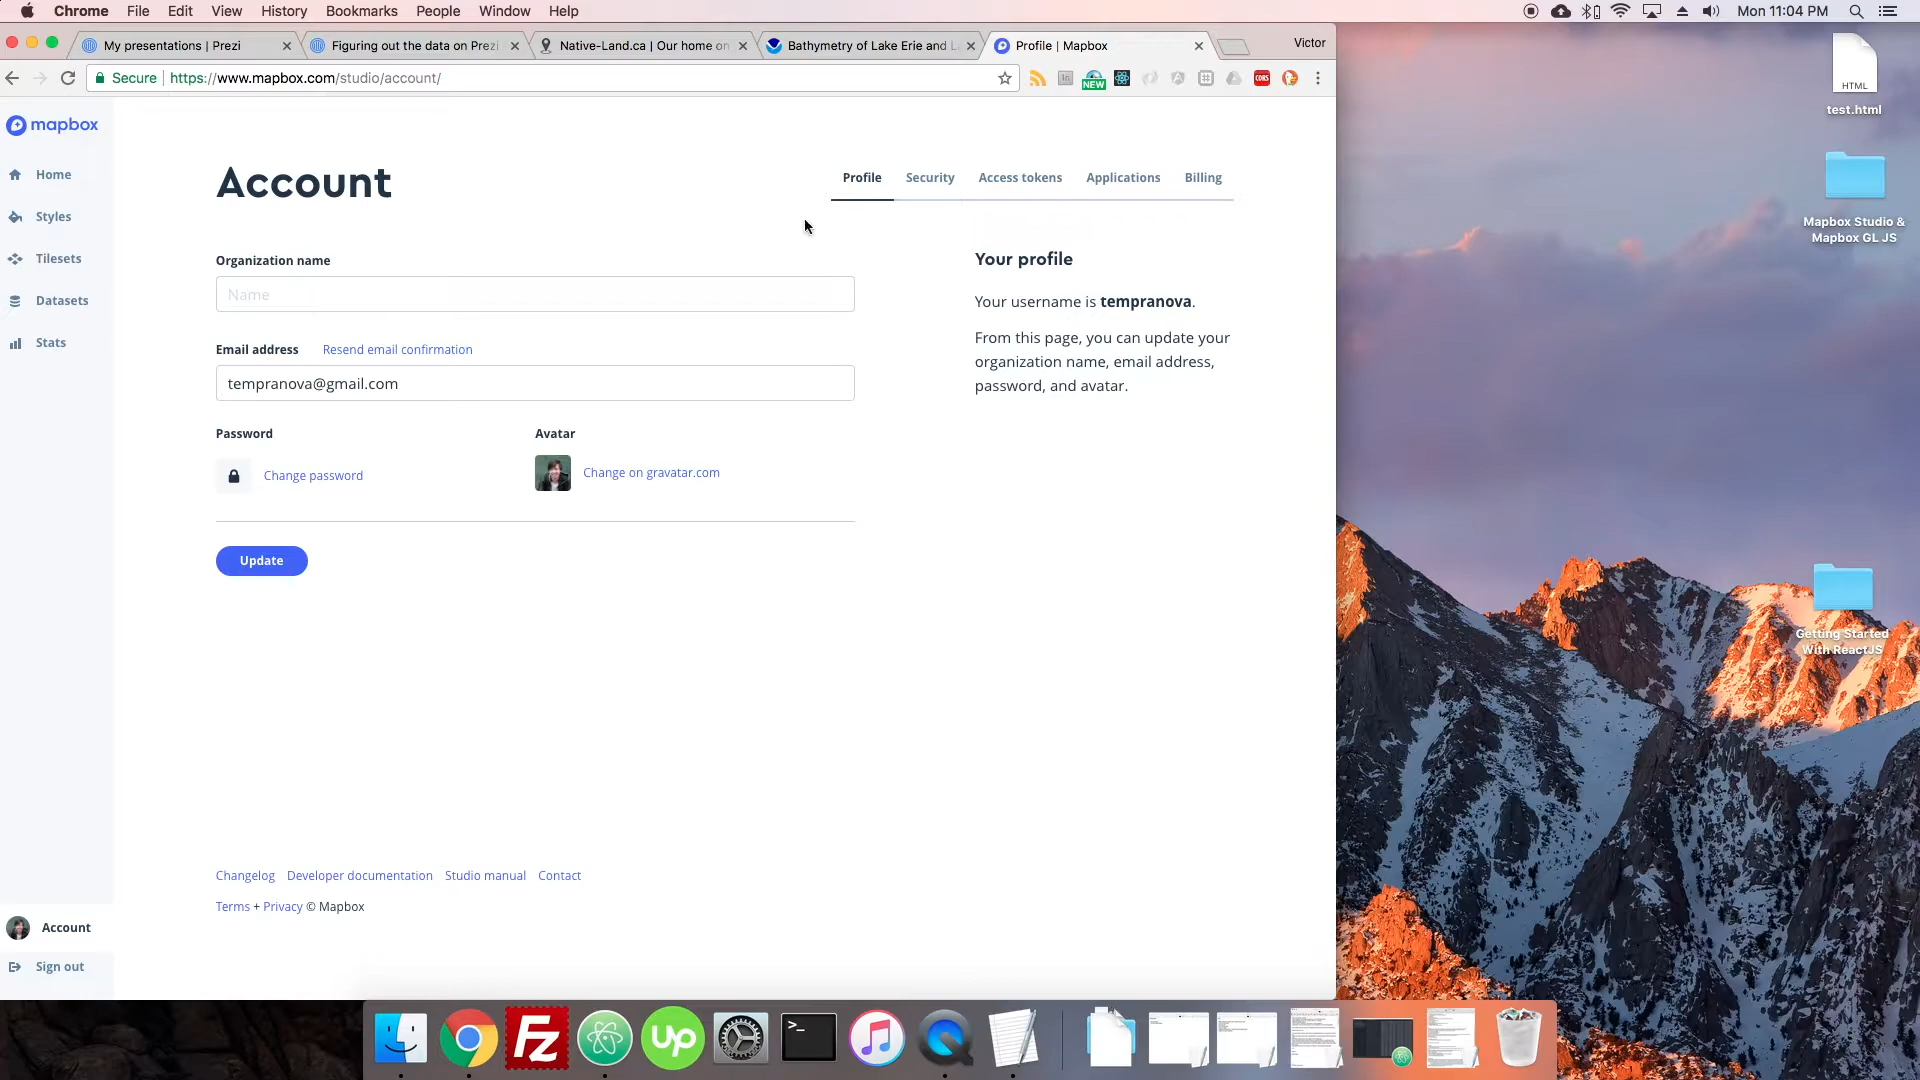 Chrome File Edit View History Bookmarks People Window Help Mon 11:04 PM
My presentations | Prezi
Figuring out the data on Prezi
Native-Land.ca | Our home on
Bathymetry of Lake Erie and L
Profile | Mapbox
Victor
Secure https://www.mapbox.com/studio/account/
NEW
CORS
HTML
test.html
mapbox
Home
Styles
Tilesets
Datasets
Stats
Account
Profile Security Access tokens Applications Billing
Organization name
Name
Email address Resend email confirmation
tempranova@gmail.com
Password
Change password
Avatar
Change on gravatar.com
Update
Your profile
Your username is tempranova.
From this page, you can update your
organization name, email address,
password, and avatar.
Mapbox Studio &
Mapbox GL JS
Getting Started
With ReactJS
Changelog Developer documentation Studio manual Contact
Terms + Privacy © Mapbox
Account
Sign out
Fz
Up
>_